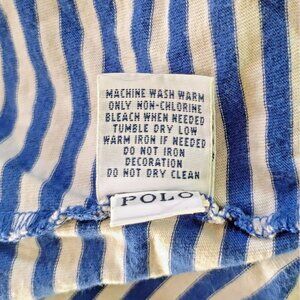 MACHINE WASH WARM
ONLY NON-CHLORINE
BLEACH WHEN NEEDED
TUMBLE DRY LOW
WARM IRON IF NEEDED
DO NOT IRON
DECORATION
DO NOT DRY CLEAN
POLO